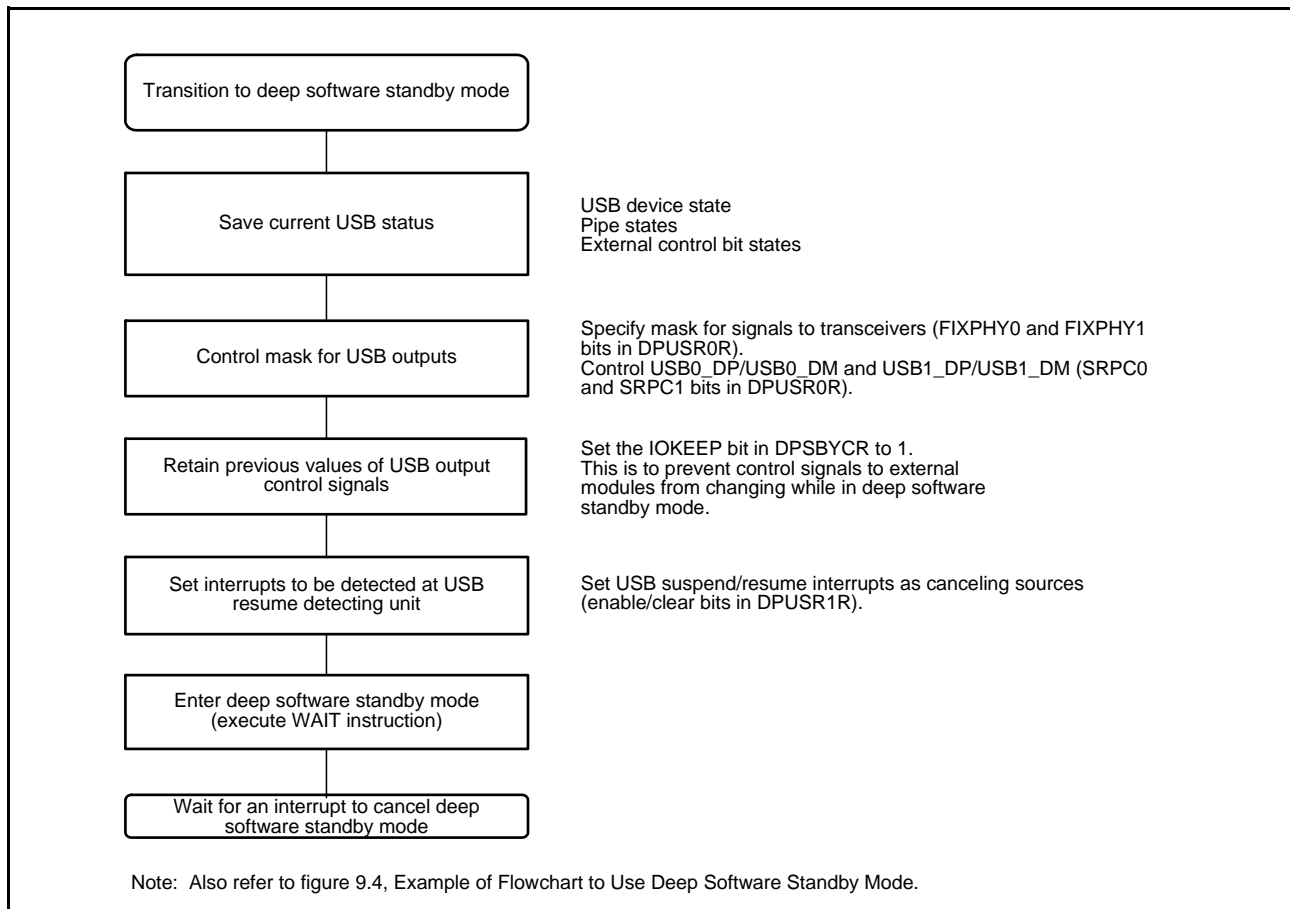 Transition to deep software standby mode
Save current USB status
USB device state
Pipe states
External control bit states
Control mask for USB outputs
Specify mask for signals to transceivers (FIXPHY0 and FIXPHY1
bits in DPUSR0R).
Control USB0_DP/USB0_DM and USB1_DP/USB1_DM (SRPC0
and SRPC1 bits in DPUSR0R).
Retain previous values of USB output
control signals
Set the IOKEEP bit in DPSBYCR to 1.
This is to prevent control signals to external
modules from changing while in deep software
standby mode.
Set interrupts to be detected at USB
resume detecting unit
Set USB suspend/resume interrupts as canceling sources
(enable/clear bits in DPUSR1R).
Enter deep software standby mode
(execute WAIT instruction)
Wait for an interrupt to cancel deep
software standby mode
Note: Also refer to figure 9.4, Example of Flowchart to Use Deep Software Standby Mode.